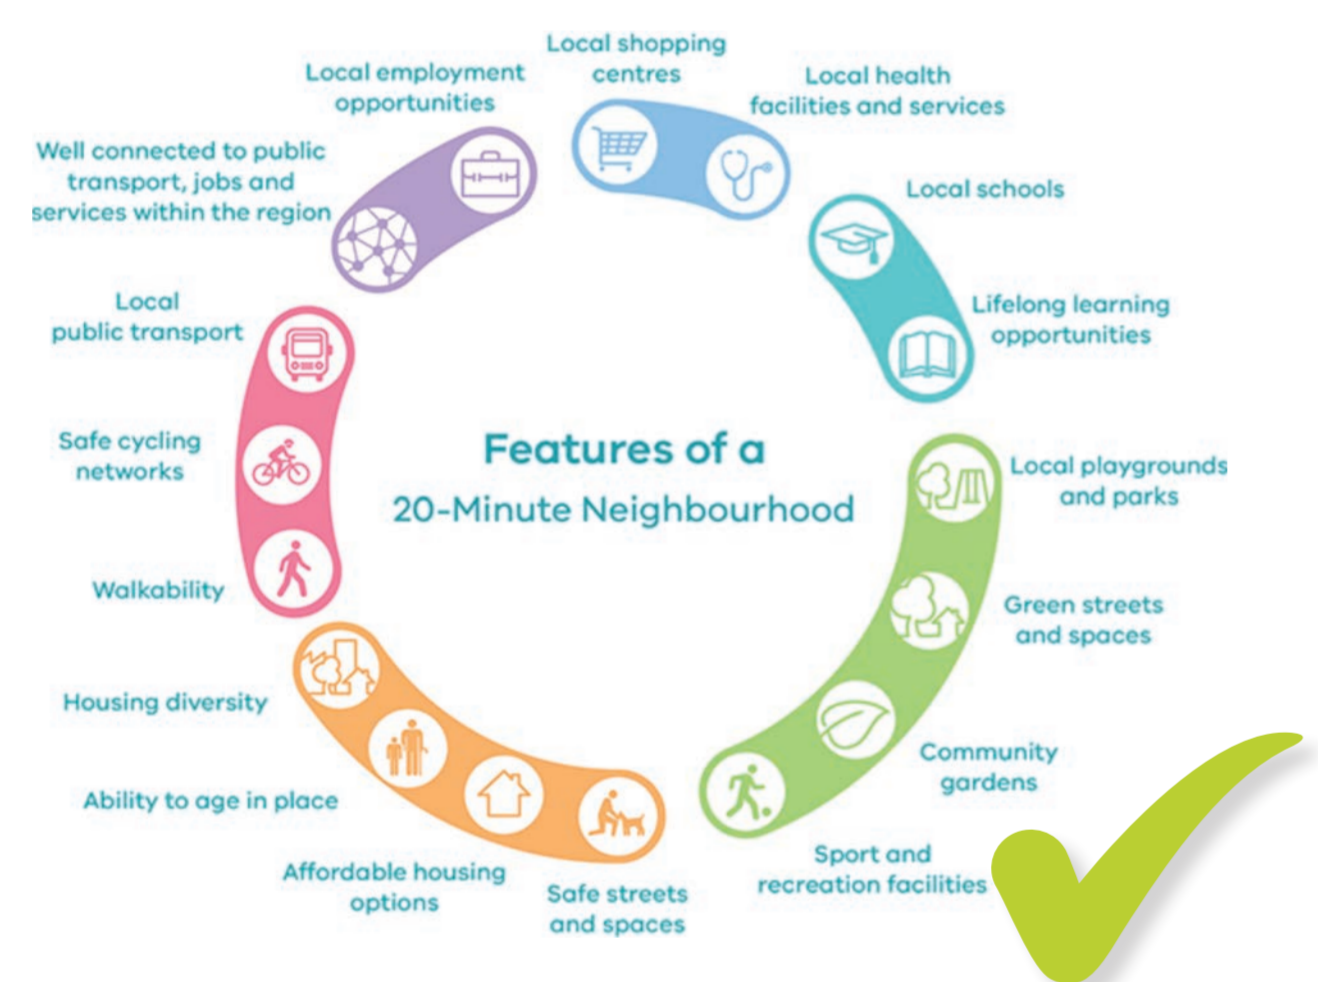 Local shopping
centres
Local health
facilities and services
Local schools
Lifelong learning
opportunities
Local playgrounds
and parks
Green streets
and spaces
Community
gardens
Sport and
recreation facilities
Safe streets
and spaces
Affordable housing
options
Ability to age in place
Housing diversity
Walkability
Safe cycling
networks
Local
public transport
Well connected to public
transport, jobs and
services within the region
Local employment
opportunities
Features of a
20-Minute Neighbourhood